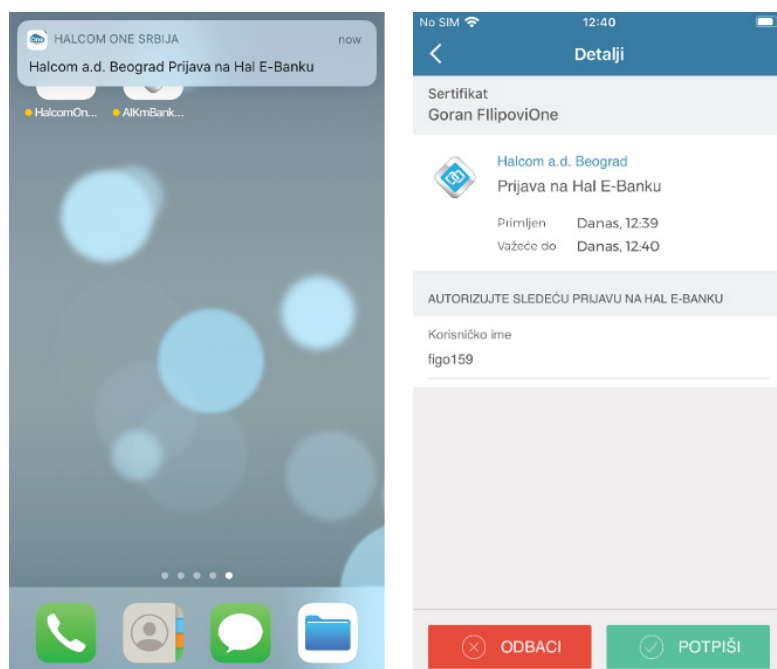 HALCOM ONE SRBIJA now
Halcom a.d. Beograd Prijava na Hal E-Banku
HalcomOn... AlKmBank...
No SIM 12:40
Detalji
Sertifikat
Goran FIlipoviOne
Halcom a.d. Beograd
Prijava na Hal E-Banku
Primljen Danas, 12:39
Važeće do Danas, 12:40
AUTORIZUJTE SLEDEĆU PRIJAVU NA HAL E-BANKU
Korisničko ime
figo159
ODBACI POTPIŠI